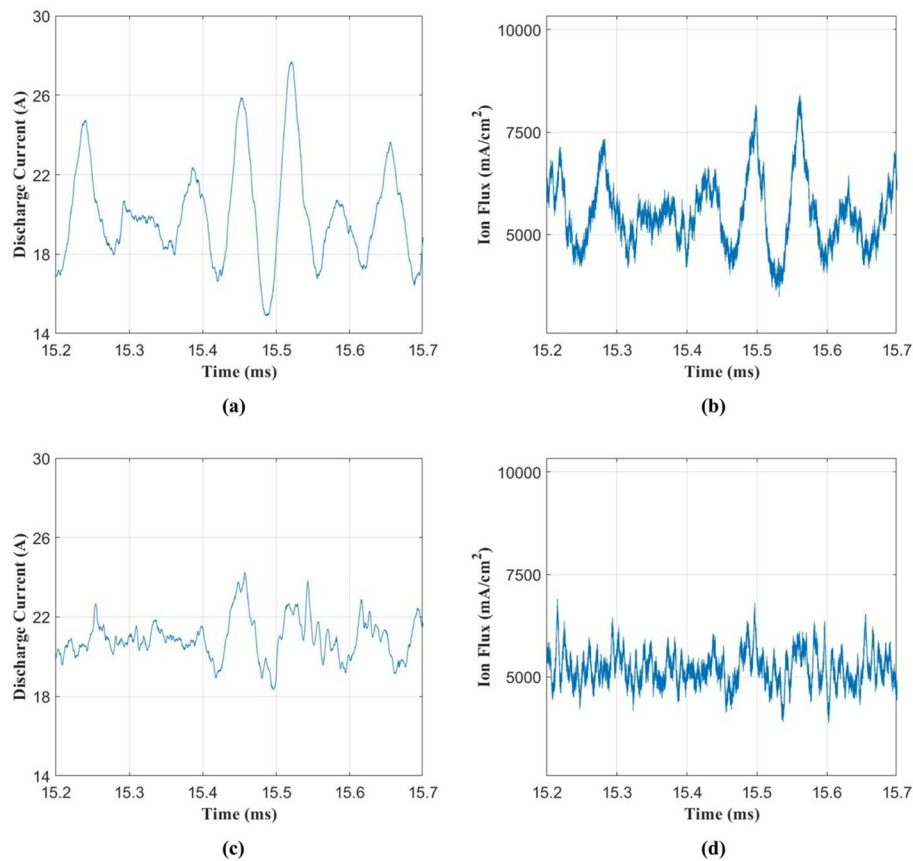 30
26
22
18
14
Discharge Current (A)
15.2 15.3 15.4 15.5 15.6 15.7
Time (ms)
(a)
10000
7500
5000
Ion Flux (mA/cm²)
15.2 15.3 15.4 15.5 15.6 15.7
Time (ms)
(b)
30
26
22
18
14
Discharge Current (A)
15.2 15.3 15.4 15.5 15.6 15.7
Time (ms)
(c)
10000
7500
5000
Ion Flux (mA/cm²)
15.2 15.3 15.4 15.5 15.6 15.7
Time (ms)
(d)